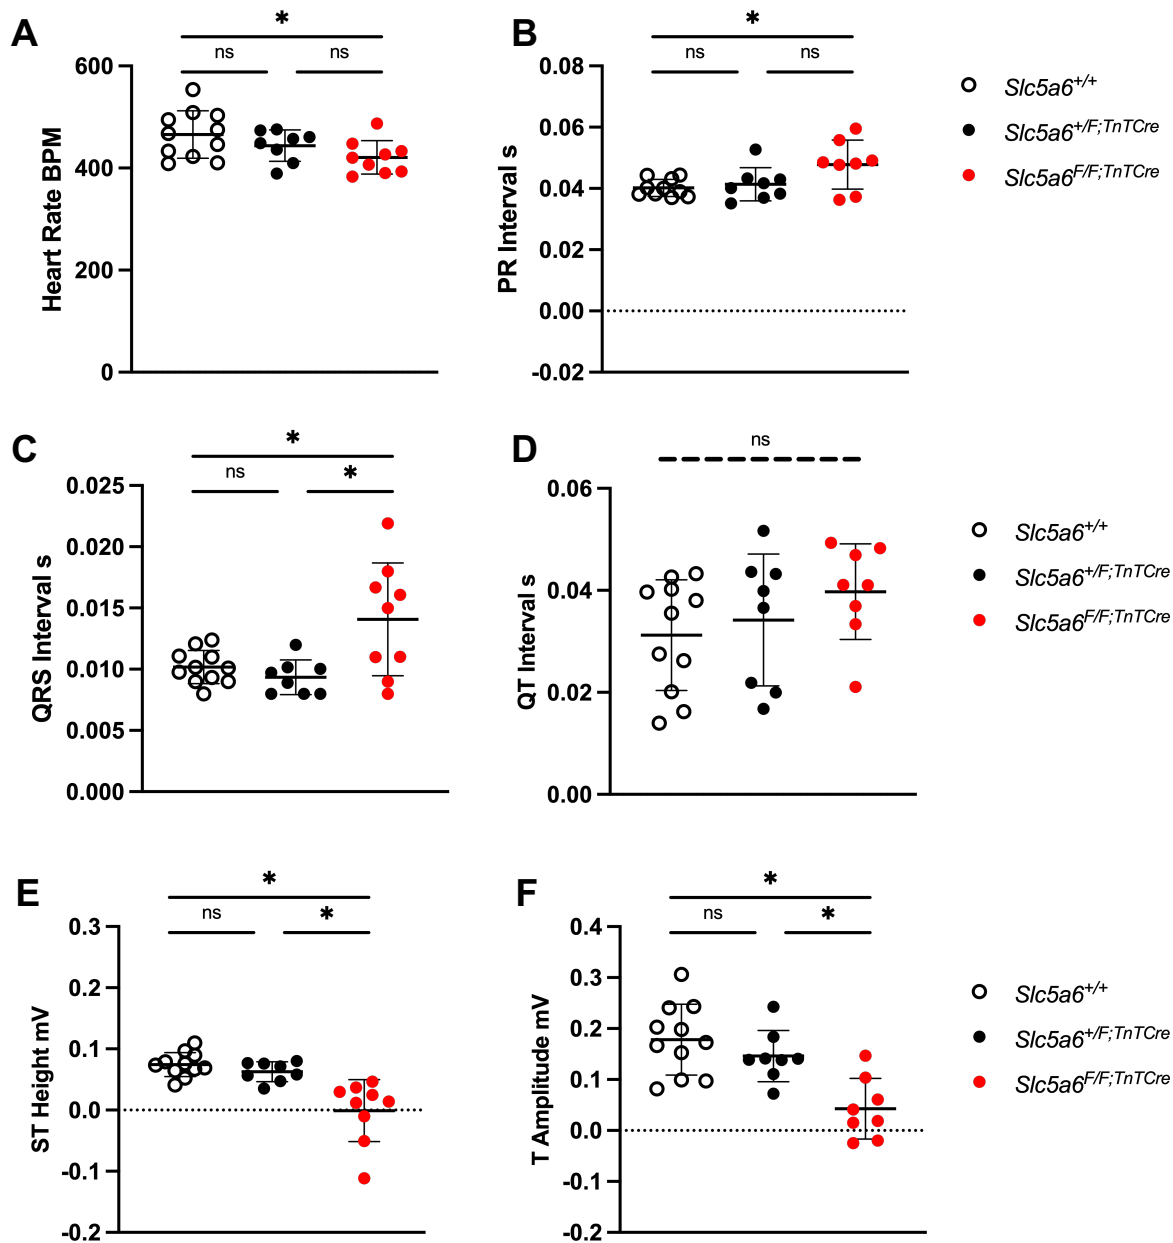 A
*
ns
ns
600
400
200
0
Heart Rate BPM
B
*
ns
ns
0.08
0.06
0.04
0.02
0.00
-0.02
PR Interval s
Slc5a6+/+
Slc5a6+/F;TnTCre
Slc5a6F/F;TnTCre
C
*
ns
*
0.025
0.020
0.015
0.010
0.005
0.000
QRS Interval s
D
ns
0.06
0.04
0.02
0.00
QT Interval s
Slc5a6+/+
Slc5a6+/F;TnTCre
Slc5a6F/F;TnTCre
E
*
ns
*
0.3
0.2
0.1
0.0
-0.1
-0.2
ST Height mV
F
*
ns
*
0.4
0.3
0.2
0.1
0.0
-0.1
-0.2
T Amplitude mV
Slc5a6+/+
Slc5a6+/F;TnTCre
Slc5a6F/F;TnTCre